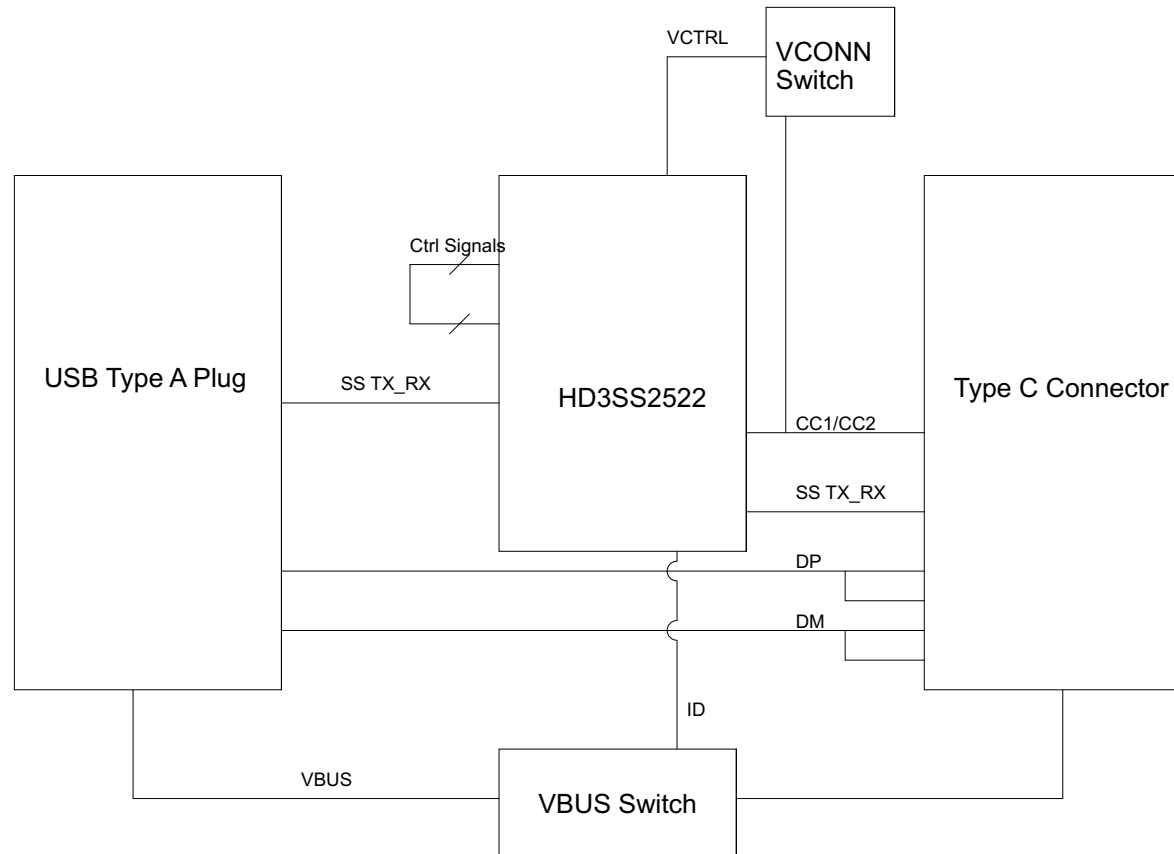 VCTRL
VCONN
Switch
Ctrl Signals
USB Type A Plug
SS TX_RX
HD3SS2522
Type C Connector
CC1/CC2
SS TX_RX
DP
DM
ID
VBUS
VBUS Switch